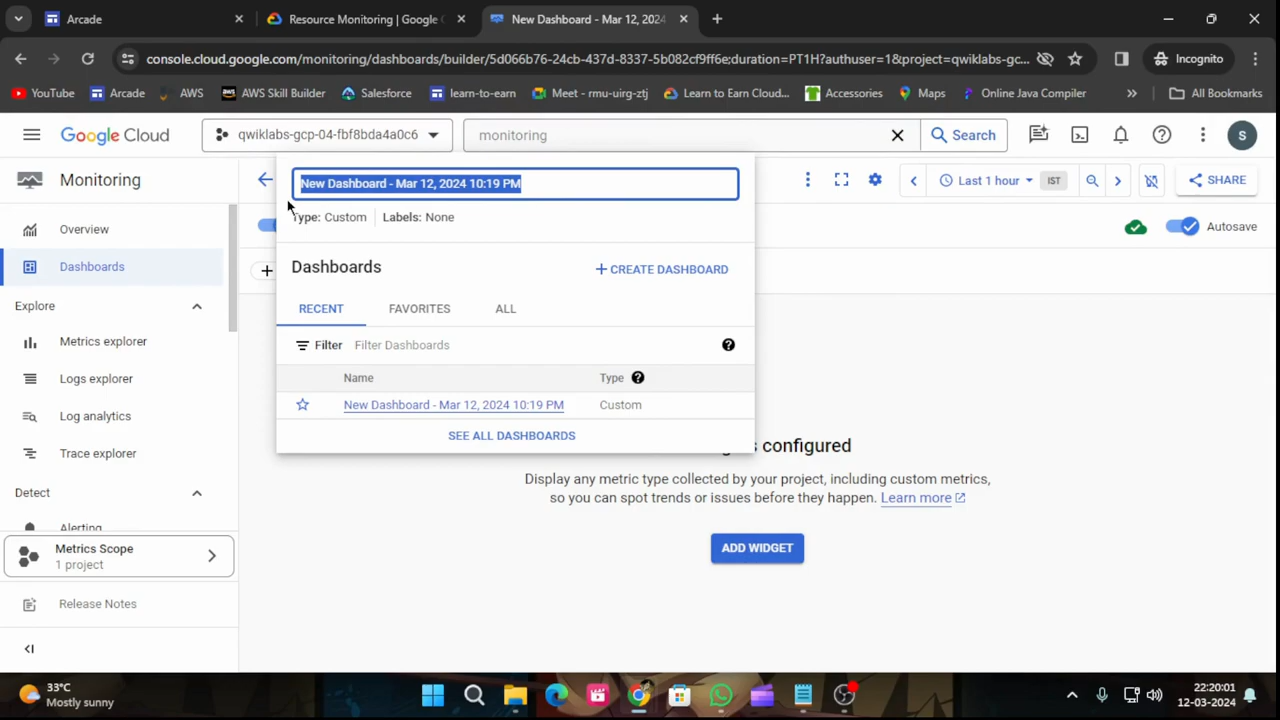 Arcade
Resource Monitoring | Google C
New Dashboard - Mar 12, 2024
console.cloud.google.com/monitoring/dashboards/builder/5d066b76-24cb-437d-8337-5b082cf9ff6e;duration=PT1H?authuser=1&project=qwiklabs-gc...
Incognito
YouTube
Arcade
AWS
AWS Skill Builder
Salesforce
learn-to-earn
Meet - rmu-uirg-ztj
Learn to Earn Cloud...
Accessories
Maps
Online Java Compiler
All Bookmarks
Google Cloud
qwiklabs-gcp-04-fbf8bda4a0c6
monitoring
Search
S
Monitoring
New Dashboard - Mar 12, 2024 10:19 PM
Last 1 hour
IST
SHARE
Type: Custom
Labels: None
Autosave
Overview
Dashboards
Explore
Metrics explorer
Logs explorer
Log analytics
Trace explorer
Detect
Alerting
Metrics Scope
1 project
Release Notes
Dashboards
CREATE DASHBOARD
RECENT
FAVORITES
ALL
Filter
Filter Dashboards
Name
Type
New Dashboard - Mar 12, 2024 10:19 PM
Custom
SEE ALL DASHBOARDS
configured
Display any metric type collected by your project, including custom metrics,
so you can spot trends or issues before they happen. Learn more
ADD WIDGET
33°C
Mostly sunny
22:20:01
12-03-2024